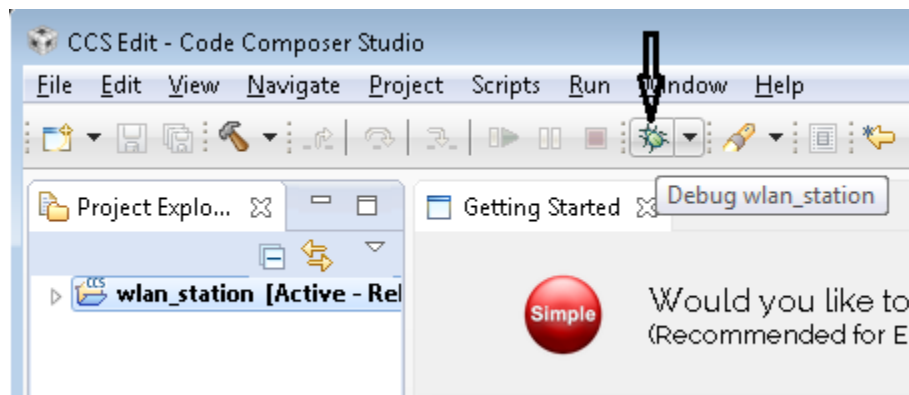 CCS Edit - Code Composer Studio
File Edit View Navigate Project Scripts Run Window Help
Project Explo... Getting Started
Debug wlan_station
CCS
wlan_station [Active - Rel
Simple
Would you like to
(Recommended for E